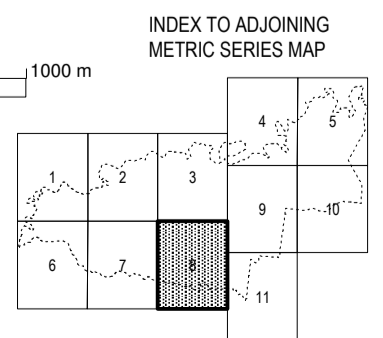 INDEX TO ADJOINING
METRIC SERIES MAP
1000 m
4 5
1 2 3
9 10
6 7 8
11